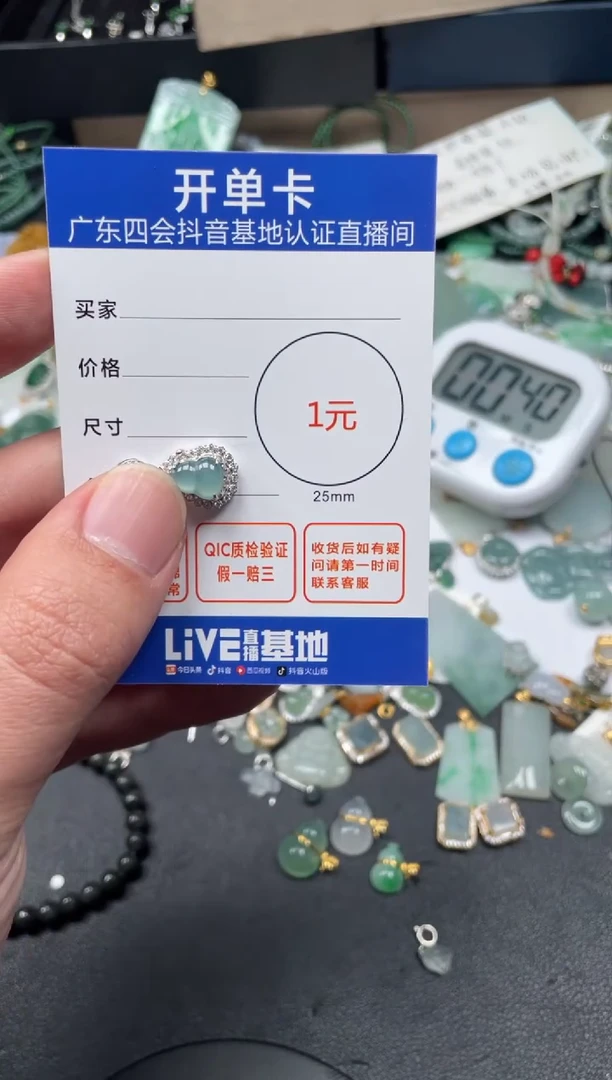 开单卡
广东四会抖音基地认证直播间
买家
价格
1元
尺寸
25mm
QIC质检验证
假一赔三
常
收货后如有疑
问请第一时间
联系客服
LiVE直播基地
今日头条 抖音 西瓜视频 抖音火山版
00 40